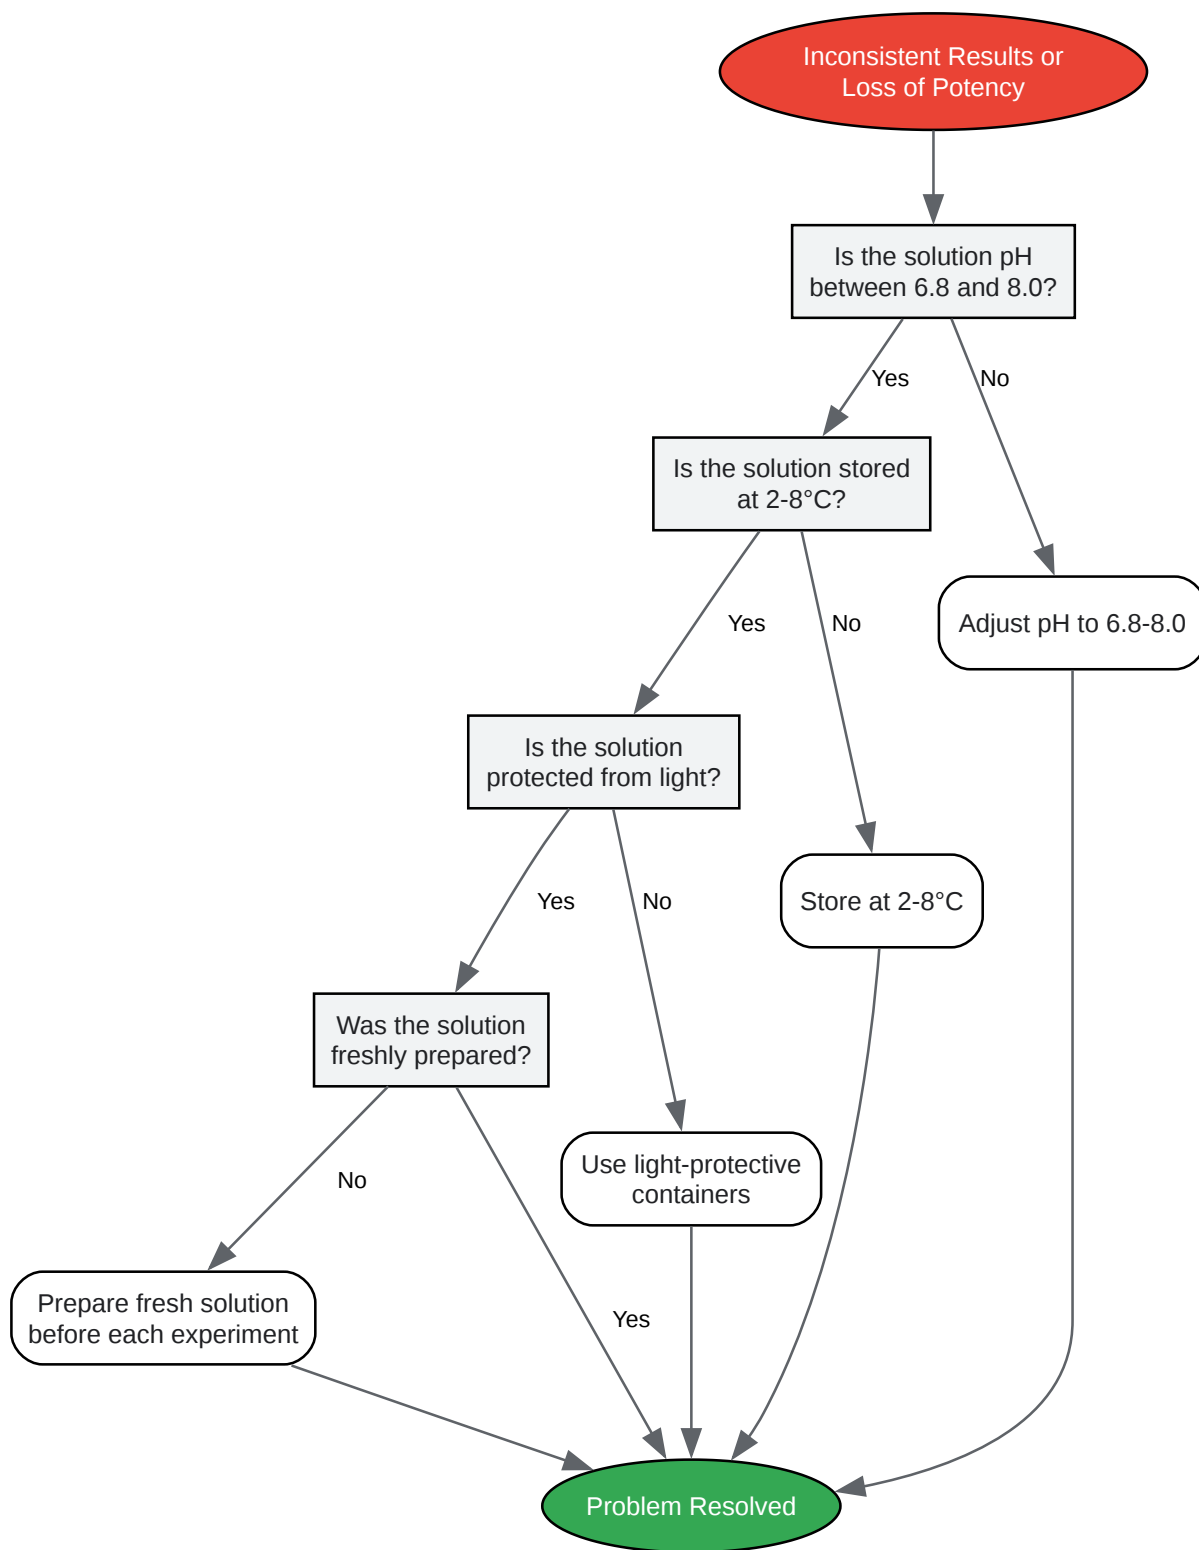 Inconsistent Results or
Loss of Potency
Is the solution pH
between 6.8 and 8.0?
Yes
No
Is the solution stored
at 2-8°C?
Yes
No
Adjust pH to 6.8-8.0
Is the solution
protected from light?
Yes
No
Store at 2-8°C
Was the solution
freshly prepared?
No
Yes
Use light-protective
containers
Prepare fresh solution
before each experiment
Problem Resolved